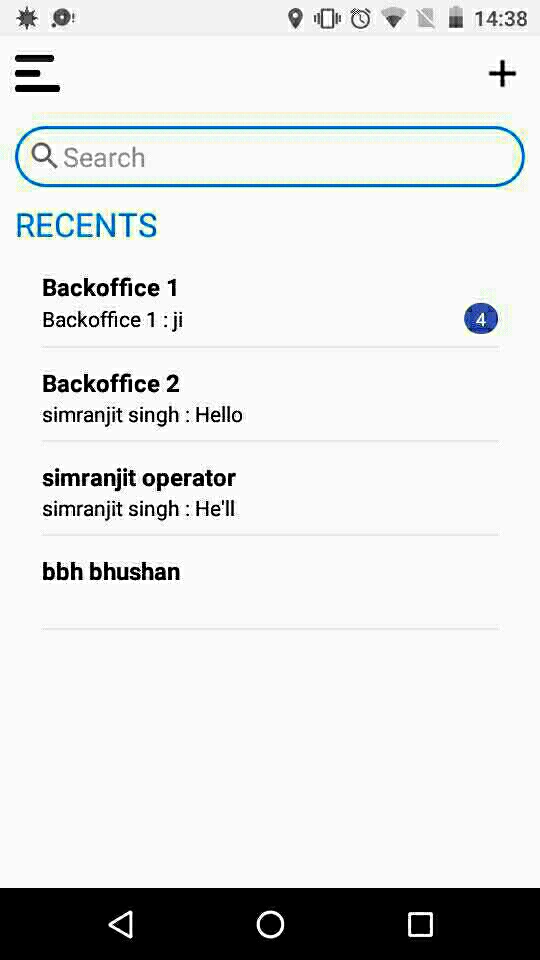 14:38
Search
RECENTS
Backoffice 1
Backoffice 1 : ji
4
Backoffice 2
simranjit singh : Hello
simranjit operator
simranjit singh : He'll
bbh bhushan